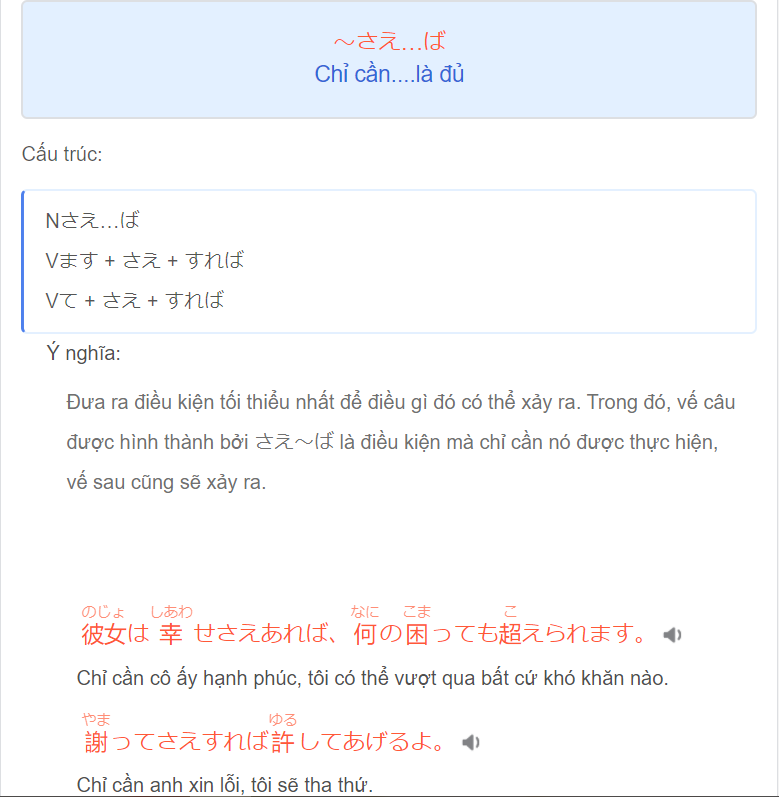 ～さえ…ば
Chỉ cần....là đủ
Cấu trúc:
Nさえ…ば
Vます + さえ + すれば
Vて + さえ + すれば
Ý nghĩa:
Đưa ra điều kiện tối thiểu nhất để điều gì đó có thể xảy ra. Trong đó, vế câu
được hình thành bởi さえ～ば là điều kiện mà chỉ cần nó được thực hiện,
vế sau cũng sẽ xảy ra.
のじょ しあわ なに こま こ
彼女は幸せさえあれば、何の困っても超えられます。
Chỉ cần cô ấy hạnh phúc, tôi có thể vượt qua bất cứ khó khăn nào.
やま ゆる
謝ってさえすれば許してあげるよ。
Chỉ cần anh xin lỗi, tôi sẽ tha thứ.